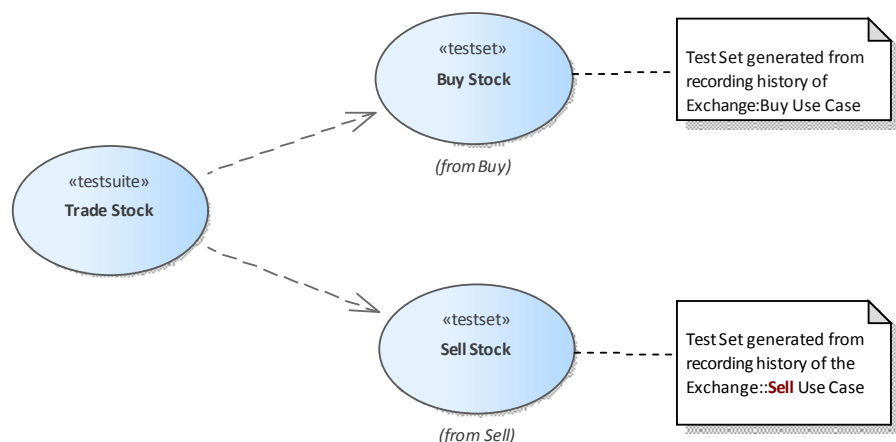 «testset»
Buy Stock
(from Buy)
Test Set generated from
recording history of
Exchange:Buy Use Case
«testsuite»
Trade Stock
«testset»
Sell Stock
(from Sell)
Test Set generated from
recording history of the
Exchange::Sell Use Case